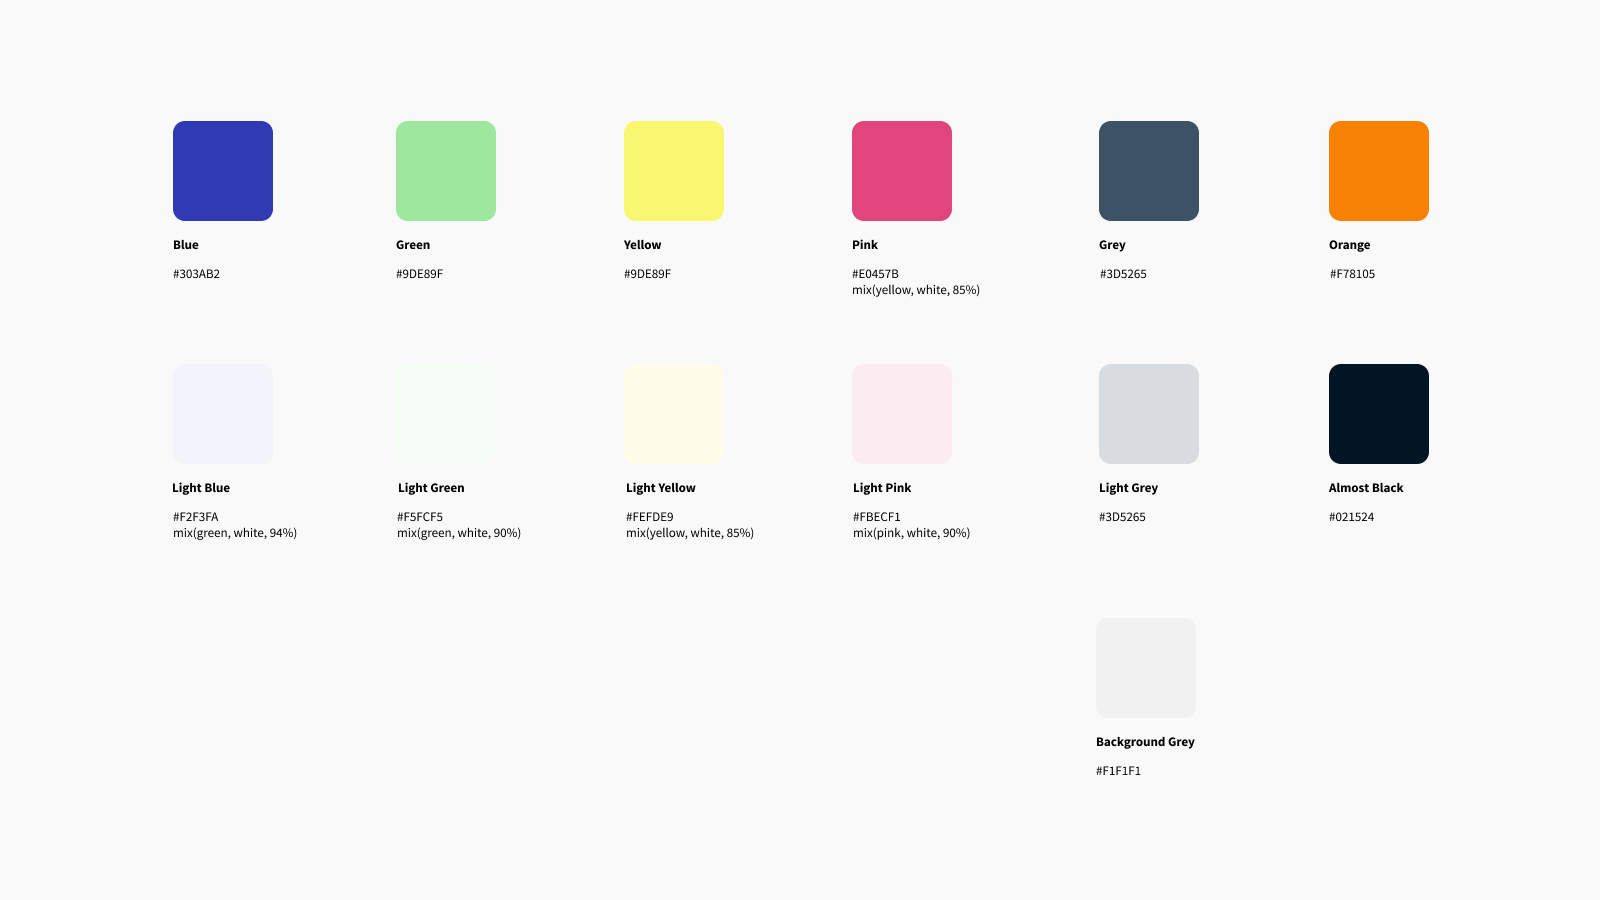 Blue
#303AB2
Green
#9DE89F
Yellow
#9DE89F
Pink
#E0457B
mix(yellow, white, 85%)
Grey
#3D5265
Orange
#F78105
Light Blue
#F2F3FA
mix(green, white, 94%)
Light Green
#F5FCF5
mix(green, white, 90%)
Light Yellow
#FEFDE9
mix(yellow, white, 85%)
Light Pink
#FBECF1
mix(pink, white, 90%)
Light Grey
#3D5265
Almost Black
#021524
Background Grey
#F1F1F1